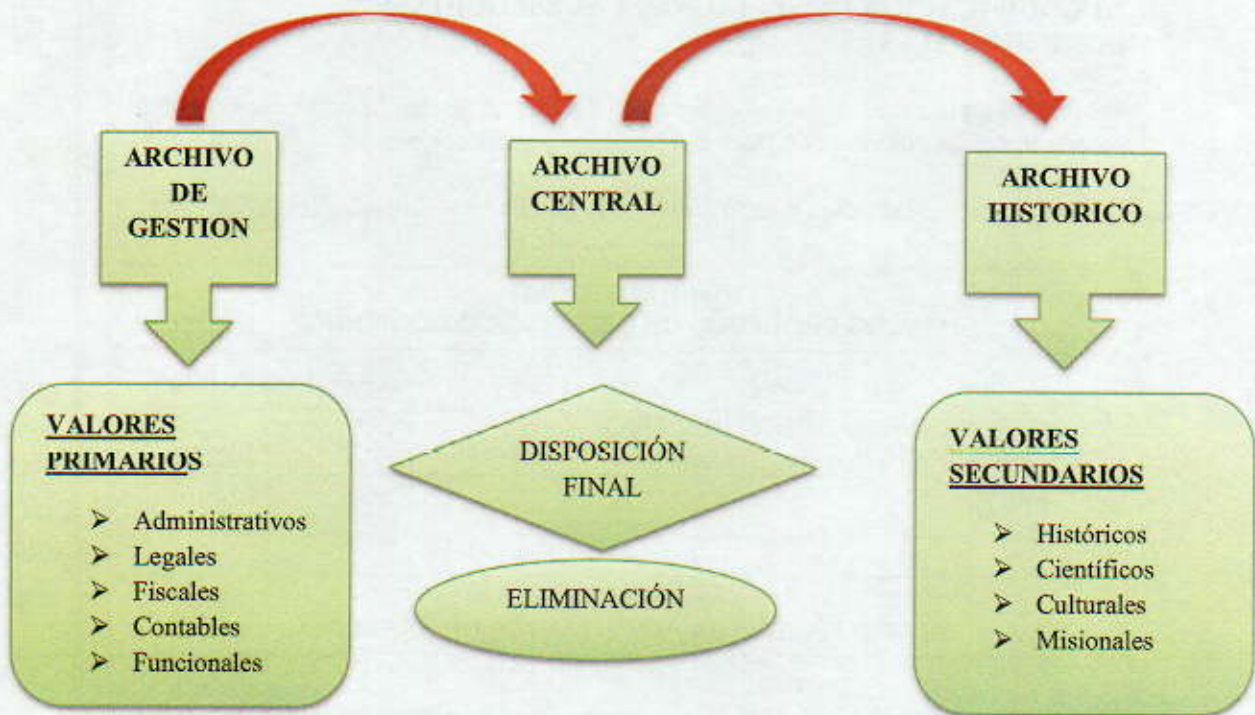 ARCHIVO
DE
GESTION
ARCHIVO
CENTRAL
ARCHIVO
HISTORICO
VALORES
PRIMARIOS
Administrativos
Legales
Fiscales
Contables
Funcionales
DISPOSICIÓN
FINAL
ELIMINACIÓN
VALORES
SECUNDARIOS
Históricos
Científicos
Culturales
Misionales